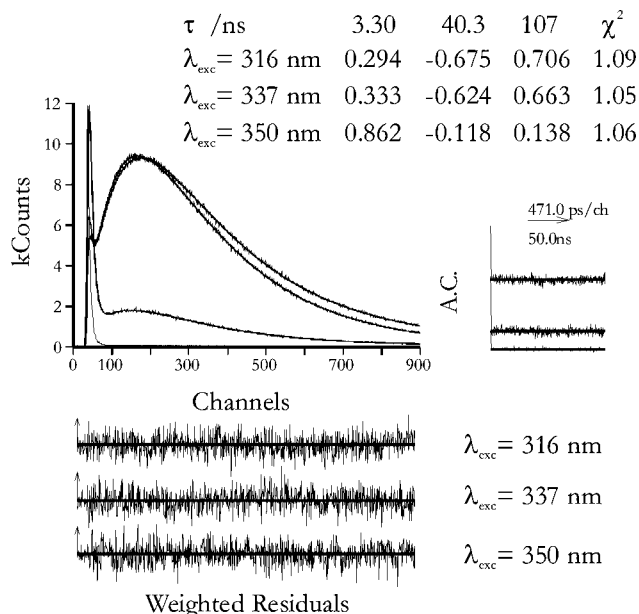 τ /ns 3.30 40.3 107 χ²
λexc= 316 nm 0.294 -0.675 0.706 1.09
λexc= 337 nm 0.333 -0.624 0.663 1.05
λexc= 350 nm 0.862 -0.118 0.138 1.06
12
10
8
6
4
2
0
kCounts
0 100 300 500 700 900
Channels
471.0 ps/ch
50.0ns
A.C.
λexc= 316 nm
λexc= 337 nm
λexc= 350 nm
Weighted Residuals